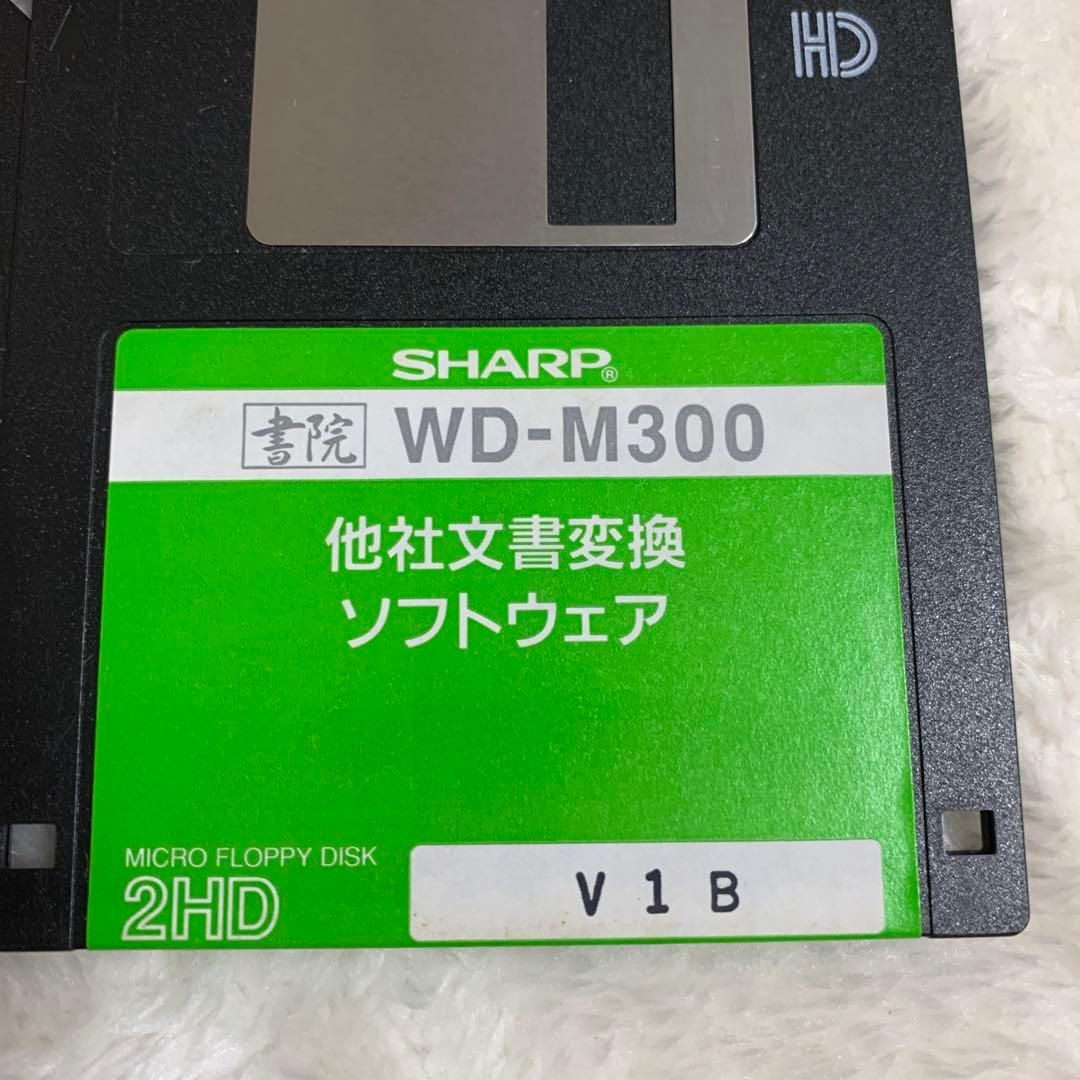 HD
SHARP®
書院 WD-M300
他社文書変換
ソフトウェア
MICRO FLOPPY DISK
2HD
V 1 B